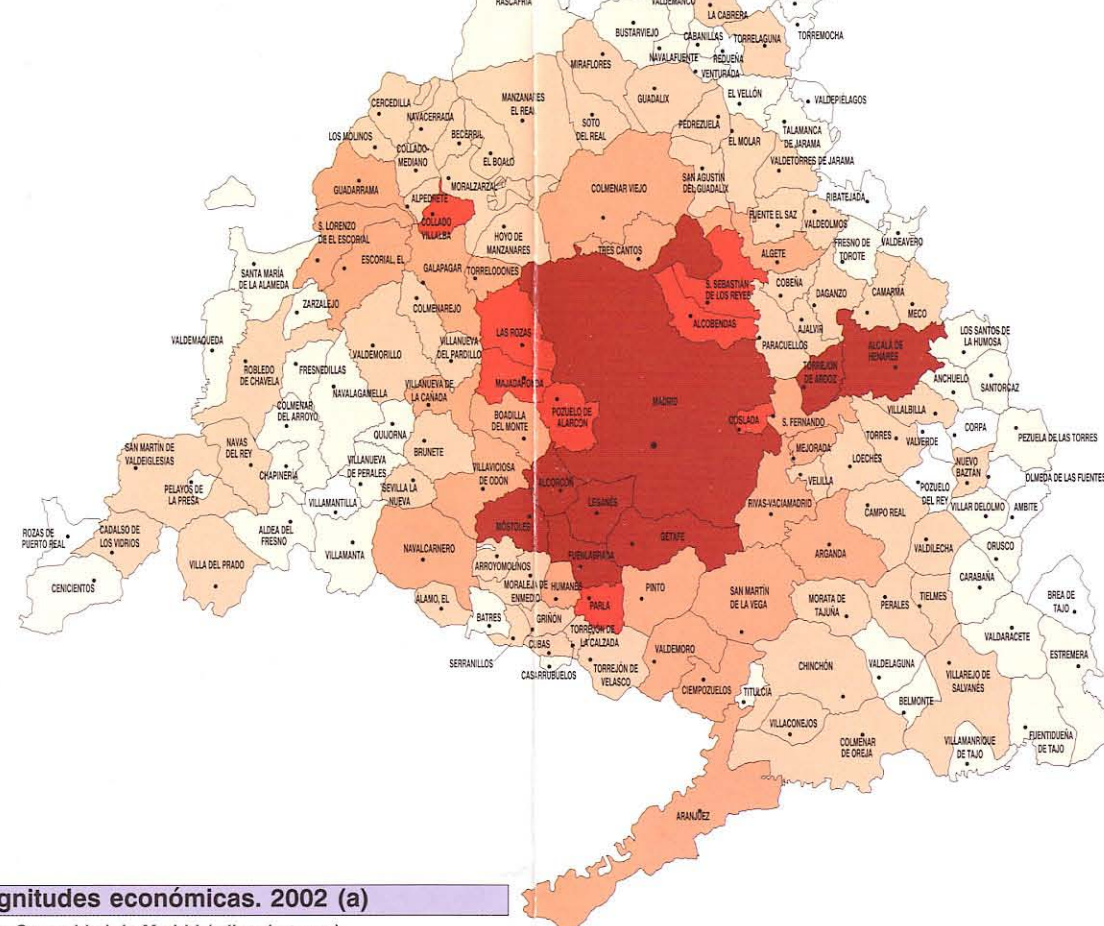 RASCAFRIA
VALDEMANCO
LA CABRERA
BUSTARVIEJO
CABANILLAS
TORRELAGUNA
TORREMOCHA
NAVALAFUENTE
REDUEÑA
VENTURADA
MIRAFLORES
CERCEDILLA
NAVACERRADA
MANZANARES
EL REAL
GUADALIX
EL VELLÓN
VALDEPIÉLAGOS
LOS MOLINOS
COLLADO-
MEDIANO
BECERRIL
EL BOALO
SOTO
DEL REAL
PEDREZUELA
EL MOLAR
TALAMANCA
DE JARAMA
VALDETORRES DE JARAMA
GUADARRAMA
ALPEDRETE
MORALZARZAL
COLLADO
VILLALBA
COLMENAR VIEJO
SAN AGUSTIN
DEL GUADALIX
RIBATEJADA
S. LORENZO
DE EL ESCORIAL
HOYO DE
MANZANARES
FUENTE EL SAZ
VALDEOLMOS
VALDEAVERO
FRESNO DE
TOROTE
ESCORIAL, EL
GALAPAGAR
TORRELODONES
TRES CANTOS
ALGETE
SANTA MARÍA
DE LA ALAMEDA
ZARZALEJO
COLMENAREJO
S. SEBASTIÁN
DE LOS REYES
COBEÑA
DAGANZO
CAMARMA
MECO
ALCOBENDAS
AJALVIR
PARACUELLOS
VALDEMAQUEDA
VALDEMORILLO
VILLANUEVA
DEL PARDILLO
LAS ROZAS
ALCALÁ DE
HENARES
LOS SANTOS DE
LA HUMOSA
ROBLEDO
DE CHAVELA
FRESNEDILLAS
NAVALAGAMELLA
VILLANUEVA DE
LA CAÑADA
MAJADAHONDA
TORREJÓN
DE ARDOZ
ANCHUELO
SANTORCAZ
COLMENAR
DEL ARROYO
QUIJORNA
BOADILLA
DEL MONTE
POZUELO DE
ALARCÓN
MADRID
COSLADA
S. FERNANDO
VILLALBILLA
CORPA
PEZUELA DE LAS TORRES
SAN MARTÍN DE
VALDEIGLESIAS
NAVAS
DEL REY
CHAPINERÍA
VILLANUEVA
DE PERALES
BRUNETE
MEJORADA
TORRES
VALVERDE
LOECHES
NUEVO
BAZTÁN
PELAYOS DE
LA PRESA
VILLAMANTILLA
SEVILLA LA
NUEVA
VILLAVICIOSA
DE ODÓN
ALCORCÓN
LEGANÉS
VELILLA
POZUELO
DEL REY
OLMEDA DE LAS FUENTES
VILLAR DELOLMO
AMBITE
ROZAS DE
PUERTO REAL
CADALSO DE
LOS VIDRIOS
ALDEA DEL
FRESNO
VILLAMANTA
MÓSTOLES
RIVAS-VACIAMADRID
CAMPO REAL
GETAFE
NAVALCARNERO
FUENLABRADA
ARGANDA
VALDILECHA
ORUSCO
CENICIENTOS
VILLA DEL PRADO
ARROYOMOLINOS
MORALEJA DE
ENMEDIO
HUMANES
PARLA
PINTO
SAN MARTÍN
DE LA VEGA
CARABAÑA
MORATA DE
TAJUÑA
PERALES
TIELMES
BREA DE
TAJO
ALAMO, EL
BATRES
GRIÑON
CUBAS
TORREJÓN DE
LA CALZADA
VALDARACETE
ESTREMERA
SERRANILLOS
CASARRUBUELOS
TORREJÓN DE
VELASCO
VALDEMORO
CIEMPOZUELOS
TITULCIA
CHINCHÓN
VALDELAGUNA
BELMONTE
VILLAREJO DE
SALVANÉS
VILLACONEJOS
COLMENAR
DE OREJA
VILLAMANRIQUE
DE TAJO
FUENTIDUEÑA
DE TAJO
ARANJUEZ
gnitudes económicas. 2002 (a)